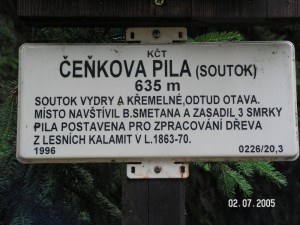 KČT
ČEŇKOVA PILA (SOUTOK)
635 m
SOUTOK VYDRY A KŘEMELNÉ,ODTUD OTAVA.
MÍSTO NAVŠTÍVIL B.SMETANA A ZASADIL 3 SMRKY
PILA POSTAVENA PRO ZPRACOVÁNÍ DŘEVA
Z LESNÍCH KALAMIT V L.1863-70.
1996 0226/20,3
02.07.2005